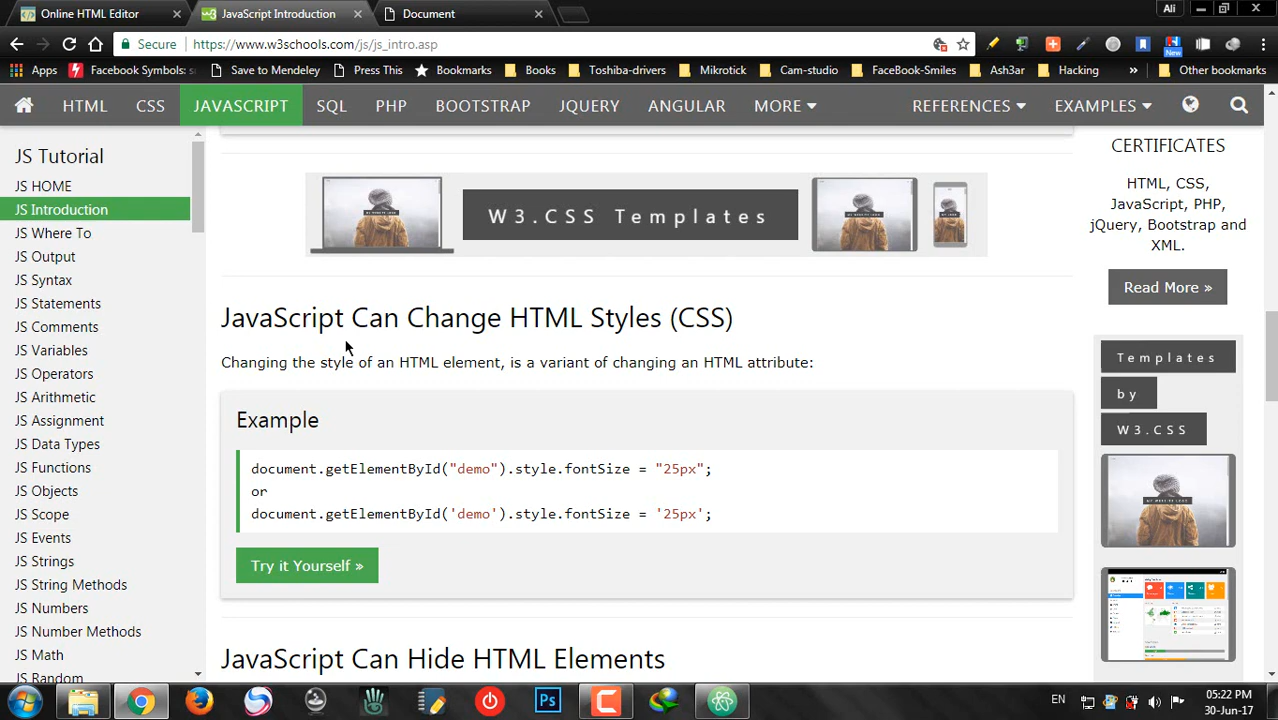 Online HTML Editor
JavaScript Introduction
Document
Ali
Secure
https://www.w3schools.com/js/js_intro.asp
New
Apps
Facebook Symbols: s
Save to Mendeley
Press This
Bookmarks
Books
Toshiba-drivers
Mikrotick
Cam-studio
FaceBook-Smiles
Ash3ar
Hacking
»
Other bookmarks
HTML
CSS
JAVASCRIPT
SQL
PHP
BOOTSTRAP
JQUERY
ANGULAR
MORE
REFERENCES
EXAMPLES
JS Tutorial
JS HOME
JS Introduction
JS Where To
JS Output
JS Syntax
JS Statements
JS Comments
JS Variables
JS Operators
JS Arithmetic
JS Assignment
JS Data Types
JS Functions
JS Objects
JS Scope
JS Events
JS Strings
JS String Methods
JS Numbers
JS Number Methods
JS Math
JS Random
W3.CSS Templates
JavaScript Can Change HTML Styles (CSS)
Changing the style of an HTML element, is a variant of changing an HTML attribute:
Example
document.getElementById("demo").style.fontSize = "25px";
or
document.getElementById('demo').style.fontSize = '25px';
Try it Yourself »
JavaScript Can Hide HTML Elements
CERTIFICATES
HTML, CSS,
JavaScript, PHP,
jQuery, Bootstrap and
XML.
Read More »
Templates
by
W3.CSS
Ps
EN
05:22 PM
30-Jun-17